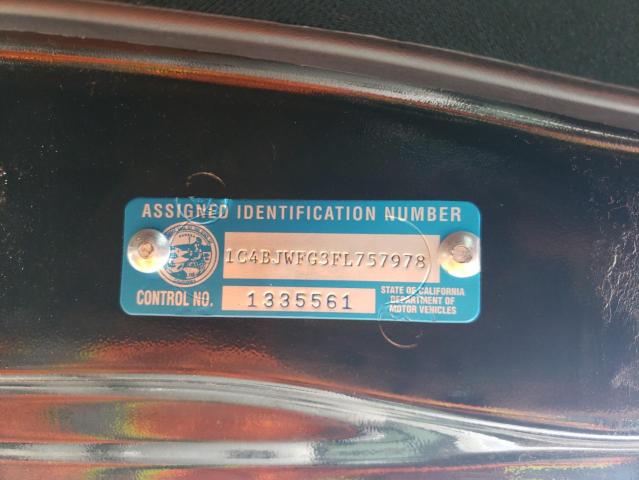 ASSIGNED IDENTIFICATION NUMBER
1C4BJWFG3FL757978
CONTROL NO. 1335561
STATE OF CALIFORNIA
DEPARTMENT OF
MOTOR VEHICLES